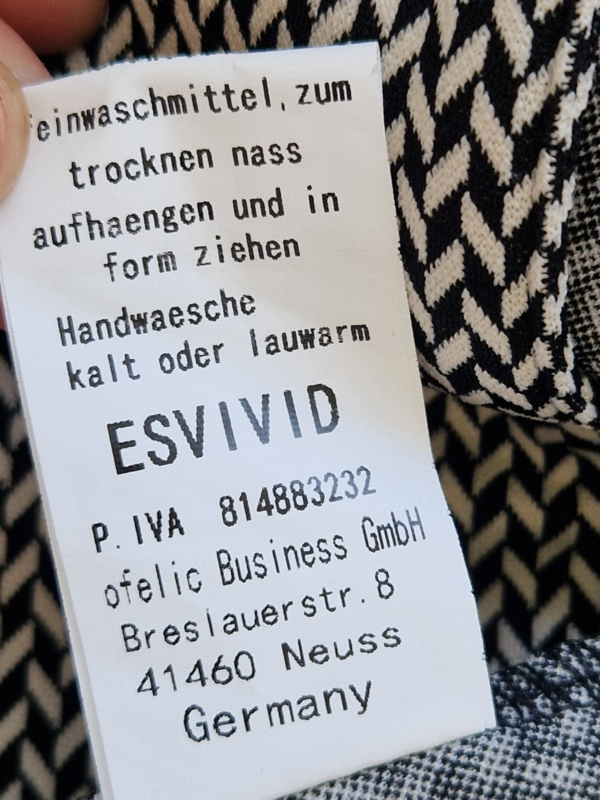 einwaschmittel, zum
trocknen nass
aufhaengen und in
form ziehen
Handwaesche
kalt oder lauwarm
ESVIVID
P. IVA 814883232
ofelic Business GmbH
Breslauerstr. 8
41460 Neuss
Germany